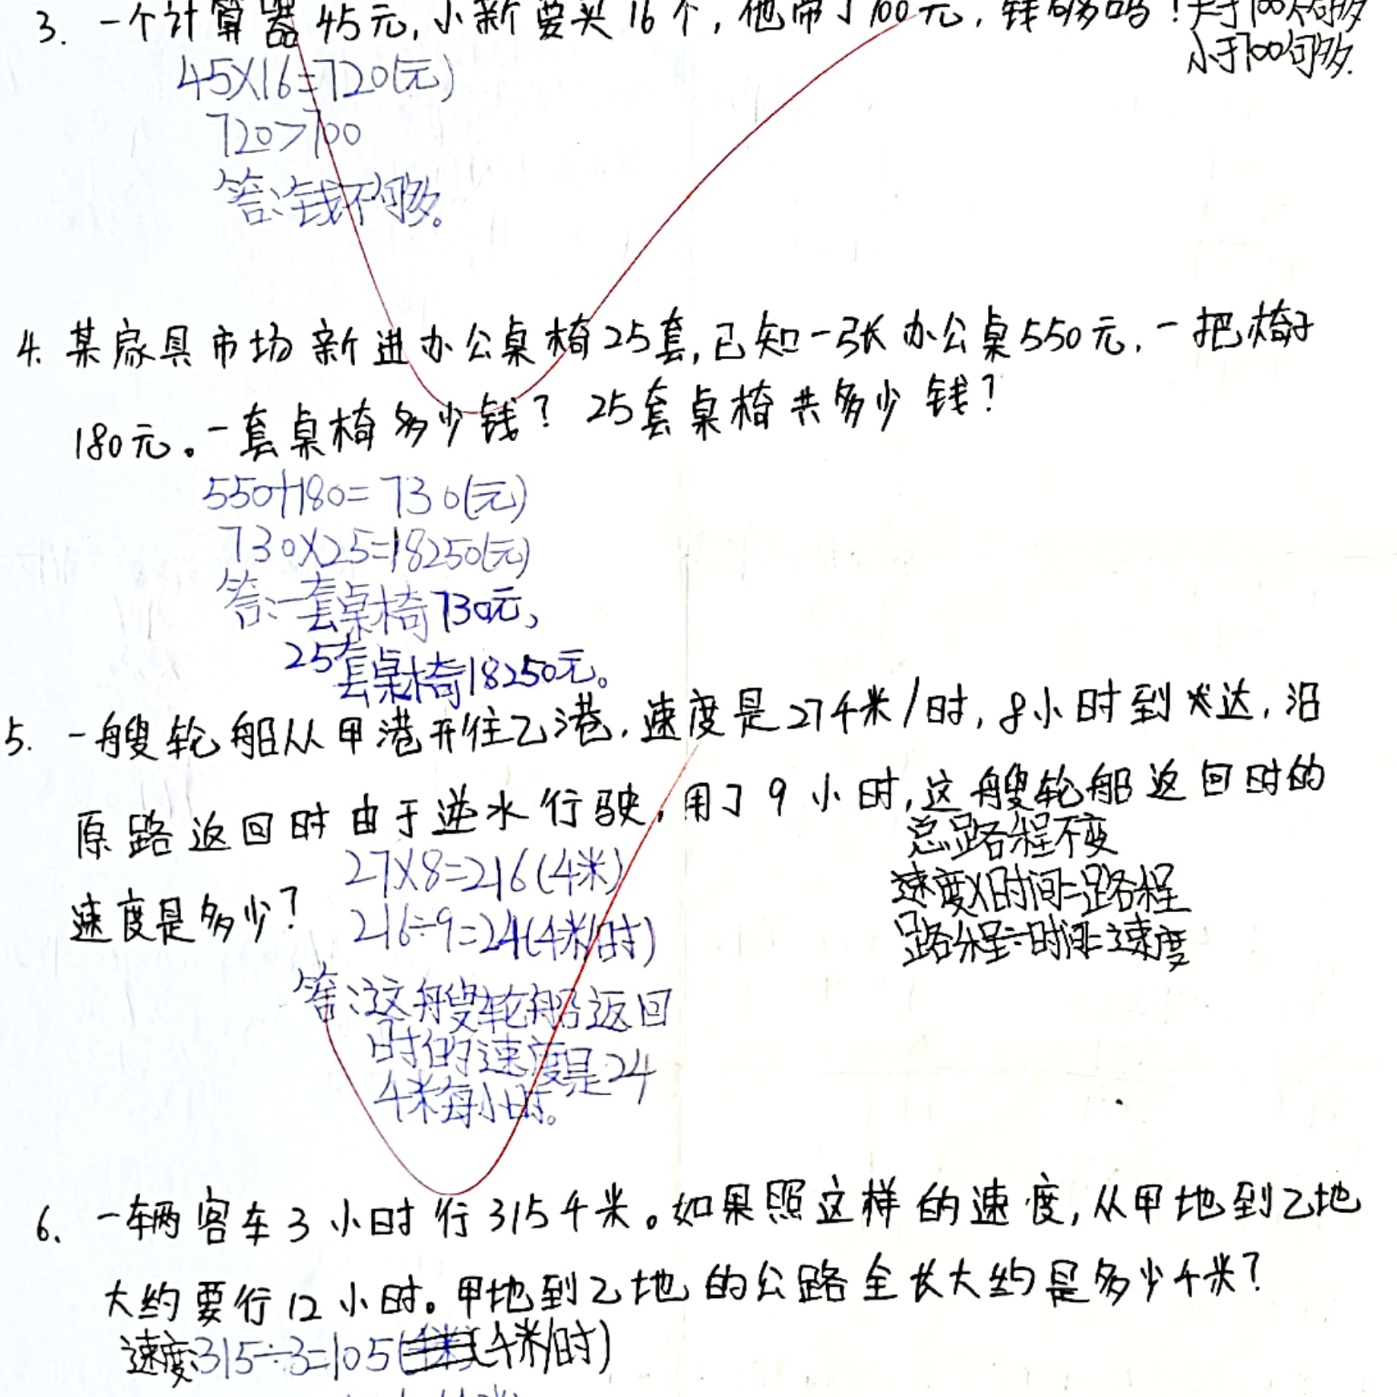 3. 一个计算器45元,小新要买16个,他带了700元,钱够吗?大于700不够
小于700句多.
45×16=720(元)
720>700
答:钱不够。
4. 某家具市场新进办公桌椅25套,已知一张办公桌550元,一把椅子
180元。一套桌椅多少钱?25套桌椅共多少钱?
550+180=730(元)
730×25=18250(元)
答:一套桌椅730元,
25套桌椅18250元。
5. 一艘轮船从甲港开往乙港,速度是27千米/时,8小时到达,沿
原路返回时由于逆水行驶,用了9小时,这艘轮船返回时的
速度是多少?
27×8=216(千米)
216÷9=24(千米/时)
答:这艘轮船返回
时的速度是24
千米每小时。
总路程不变
速度×时间=路程
路程÷时间=速度
6. 一辆客车3小时行315千米。如果照这样的速度,从甲地到乙地
大约要行12小时。甲地到乙地的公路全长大约是多少千米?
速度:315÷3=105(千米/时)